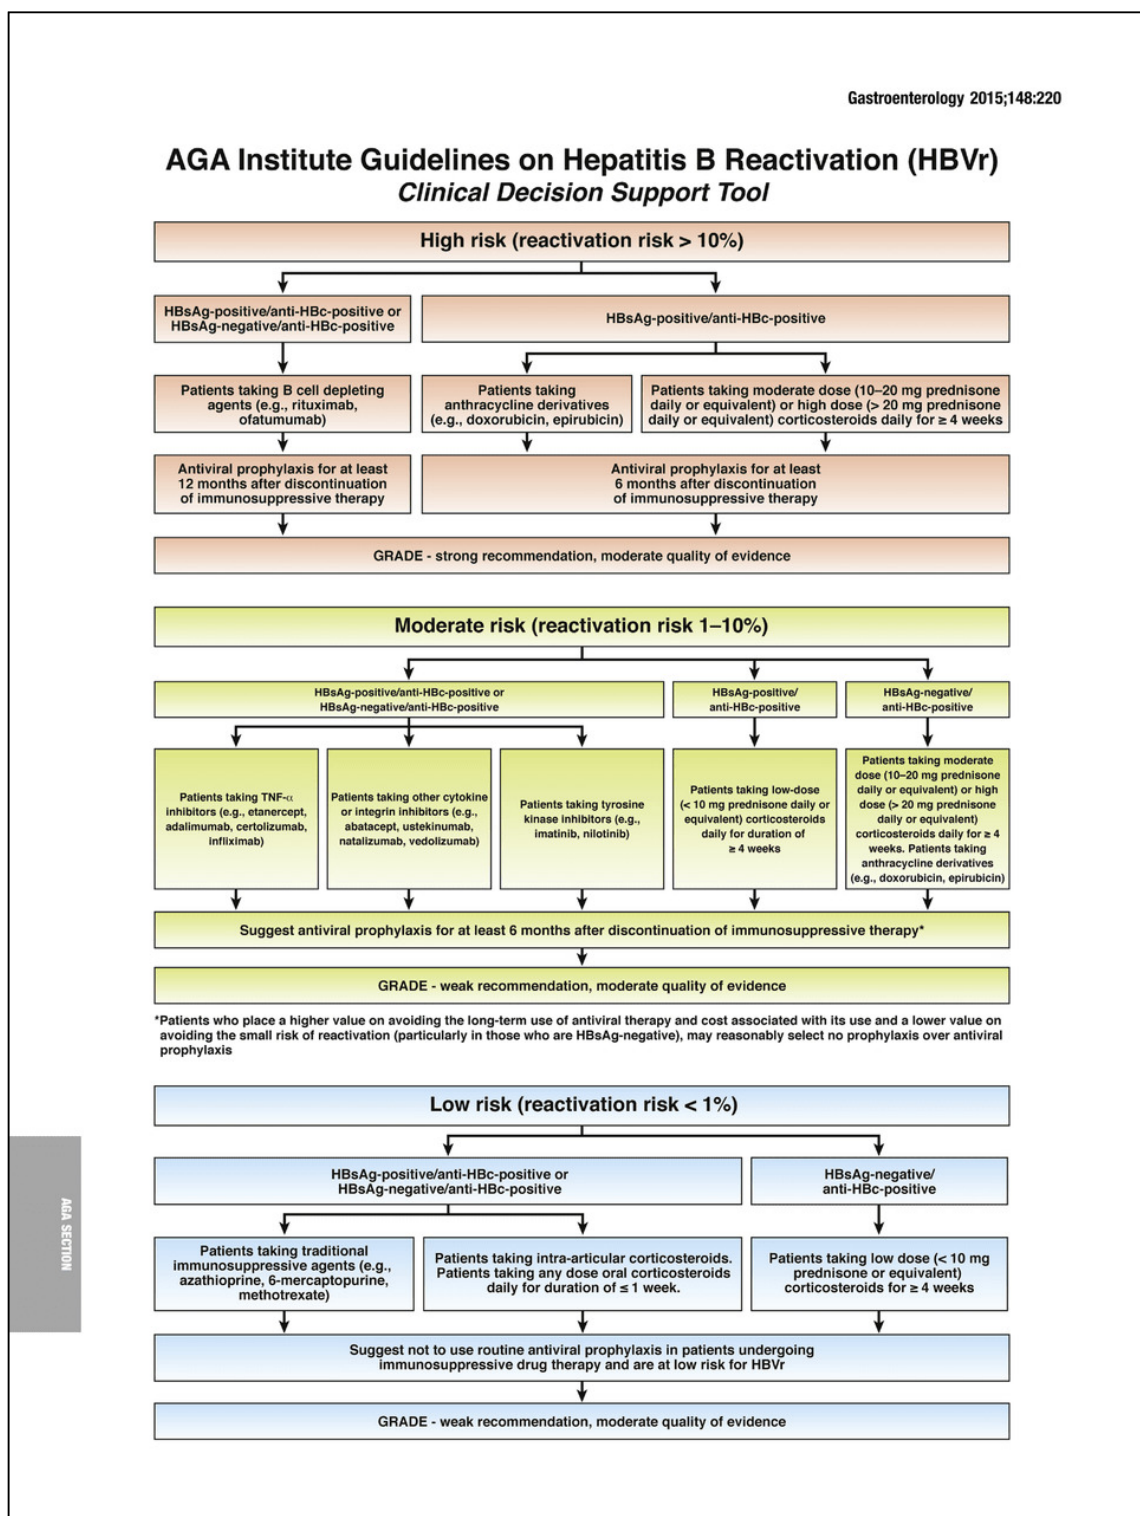 Gastroenterology 2015;148:220
AGA Institute Guidelines on Hepatitis B Reactivation (HBVr)
Clinical Decision Support Tool
High risk (reactivation risk > 10%)
HBsAg-positive/anti-HBc-positive or
HBsAg-negative/anti-HBc-positive
HBsAg-positive/anti-HBc-positive
Patients taking B cell depleting
agents (e.g., rituximab,
ofatumumab)
Patients taking
anthracycline derivatives
(e.g., doxorubicin, epirubicin)
Patients taking moderate dose (10–20 mg prednisone
daily or equivalent) or high dose (> 20 mg prednisone
daily or equivalent) corticosteroids daily for ≥ 4 weeks
Antiviral prophylaxis for at least
12 months after discontinuation
of immunosuppressive therapy
Antiviral prophylaxis for at least
6 months after discontinuation
of immunosuppressive therapy
GRADE - strong recommendation, moderate quality of evidence
Moderate risk (reactivation risk 1–10%)
HBsAg-positive/anti-HBc-positive or
HBsAg-negative/anti-HBc-positive
HBsAg-positive/
anti-HBc-positive
HBsAg-negative/
anti-HBc-positive
Patients taking TNF-α
inhibitors (e.g., etanercept,
adalimumab, certolizumab,
infliximab)
Patients taking other cytokine
or integrin inhibitors (e.g.,
abatacept, ustekinumab,
natalizumab, vedolizumab)
Patients taking tyrosine
kinase inhibitors (e.g.,
imatinib, nilotinib)
Patients taking low-dose
(< 10 mg prednisone daily or
equivalent) corticosteroids
daily for duration of
≥ 4 weeks
Patients taking moderate
dose (10–20 mg prednisone
daily or equivalent) or high
dose (> 20 mg prednisone
daily or equivalent)
corticosteroids daily for ≥ 4
weeks. Patients taking
anthracycline derivatives
(e.g., doxorubicin, epirubicin)
Suggest antiviral prophylaxis for at least 6 months after discontinuation of immunosuppressive therapy*
GRADE - weak recommendation, moderate quality of evidence
*Patients who place a higher value on avoiding the long-term use of antiviral therapy and cost associated with its use and a lower value on
avoiding the small risk of reactivation (particularly in those who are HBsAg-negative), may reasonably select no prophylaxis over antiviral
prophylaxis
Low risk (reactivation risk < 1%)
HBsAg-positive/anti-HBc-positive or
HBsAg-negative/anti-HBc-positive
HBsAg-negative/
anti-HBc-positive
Patients taking traditional
immunosuppressive agents (e.g.,
azathioprine, 6-mercaptopurine,
methotrexate)
Patients taking intra-articular corticosteroids.
Patients taking any dose oral corticosteroids
daily for duration of ≤ 1 week.
Patients taking low dose (< 10 mg
prednisone or equivalent)
corticosteroids for ≥ 4 weeks
Suggest not to use routine antiviral prophylaxis in patients undergoing
immunosuppressive drug therapy and are at low risk for HBVr
GRADE - weak recommendation, moderate quality of evidence
AGA SECTION